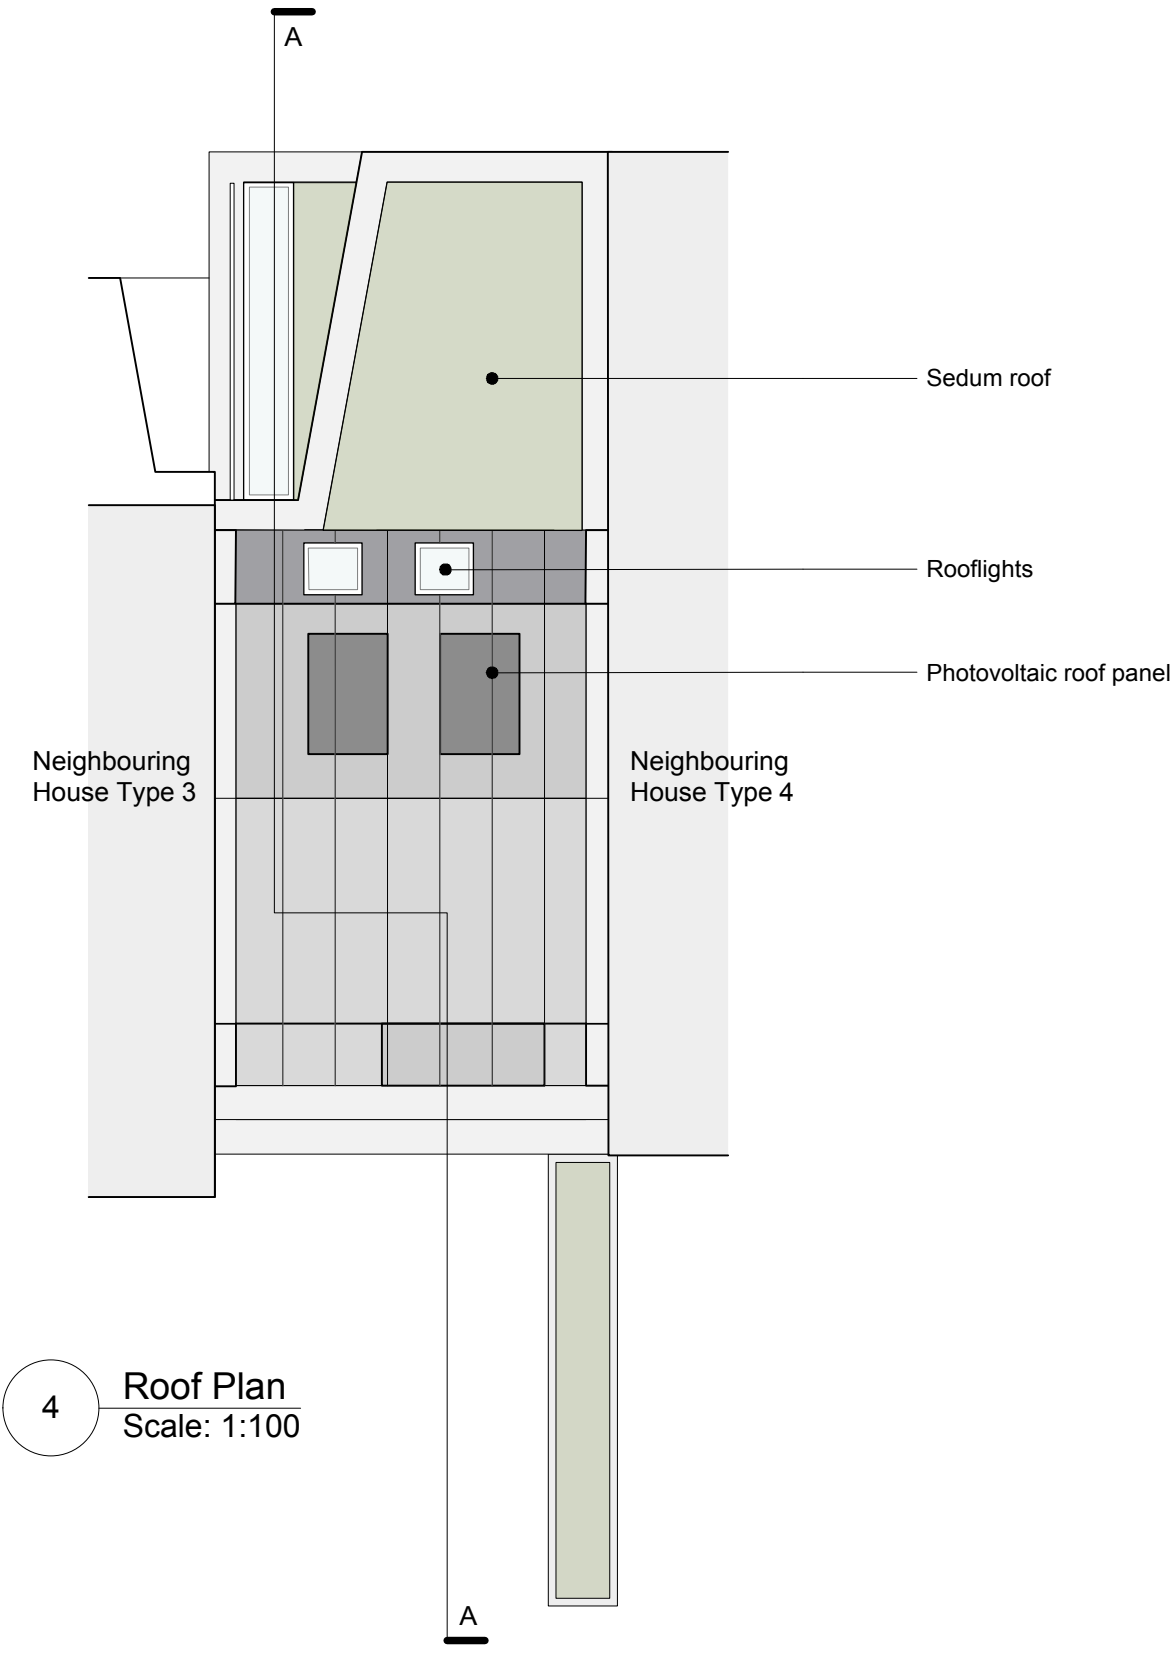 A
Sedum roof
Rooflights
Photovoltaic roof panel
Neighbouring
House Type 3
Neighbouring
House Type 4
4
Roof Plan
Scale: 1:100
A